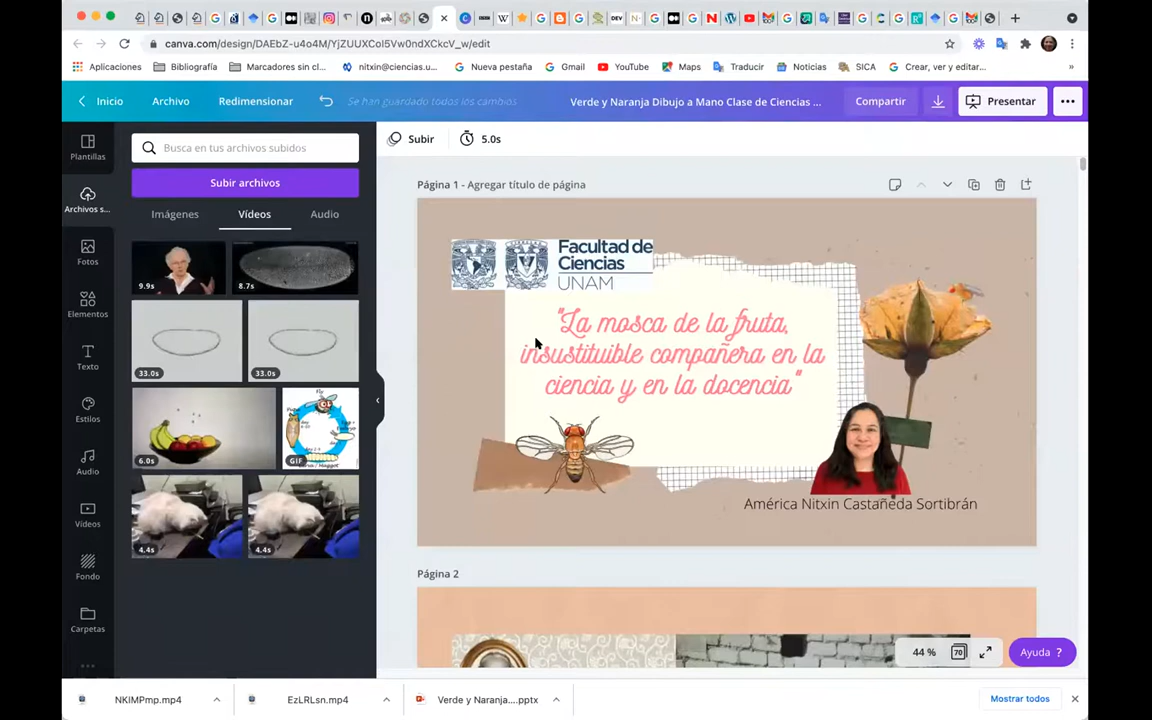 canva.com/design/DAEbZ-u4o4M/YjZUUXCol5Vw0ndXCkcV_w/edit
Aplicaciones
Bibliografía
Marcadores sin cl...
nitxin@ciencias.u...
Nueva pestaña
Gmail
YouTube
Maps
Traducir
Noticias
SICA
Crear, ver y editar...
»
Inicio
Archivo
Redimensionar
Se han guardado todos los cambios
Verde y Naranja Dibujo a Mano Clase de Ciencias ...
Compartir
Presentar
Plantillas
Archivos s...
Fotos
Elementos
Texto
Estilos
Audio
Vídeos
Fondo
Carpetas
Busca en tus archivos subidos
Subir archivos
Imágenes
Vídeos
Audio
9.9s
8.7s
33.0s
33.0s
6.0s
GIF
4.4s
4.4s
Subir
5.0s
Página 1 - Agregar título de página
Facultad de
Ciencias
UNAM
"La mosca de la fruta,
insustituible compañera en la
ciencia y en la docencia"
América Nitxin Castañeda Sortibrán
Página 2
44 %
70
Ayuda ?
NKIMPmp.mp4
EzLRLsn.mp4
Verde y Naranja....pptx
Mostrar todos